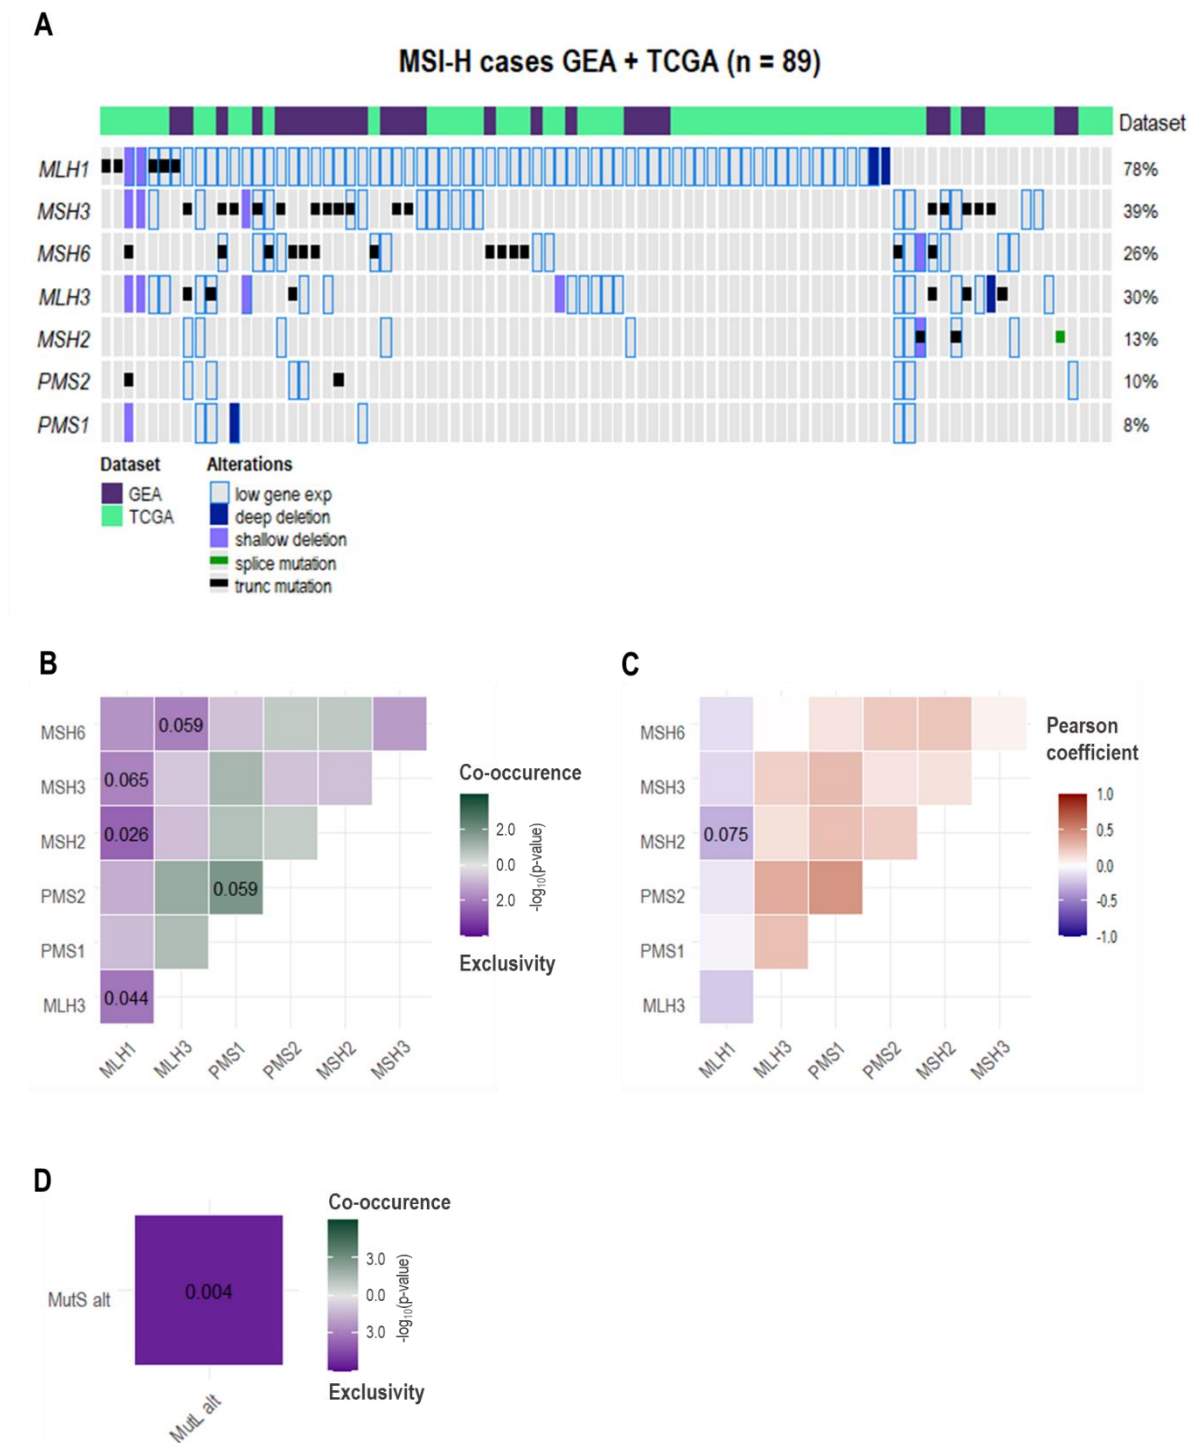 A
MSI-H cases GEA + TCGA (n = 89)
Dataset
MLH1 78%
MSH3 39%
MSH6 26%
MLH3 30%
MSH2 13%
PMS2 10%
PMS1 8%
Dataset Alterations
GEA low gene exp
TCGA deep deletion
shallow deletion
splice mutation
trunc mutation
B
MSH6 0.059
MSH3 0.065
MSH2 0.026
PMS2 0.059
PMS1
MLH3 0.044
MLH1 MLH3 PMS1 PMS2 MSH2 MSH3
Co-occurence
2.0
0.0
2.0
-log10(p-value)
Exclusivity
C
MSH6
MSH3
MSH2 0.075
PMS2
PMS1
MLH3
MLH1 MLH3 PMS1 PMS2 MSH2 MSH3
Pearson
coefficient
1.0
0.5
0.0
-0.5
-1.0
D
MutS alt 0.004
MutL alt
Co-occurence
3.0
0.0
3.0
-log10(p-value)
Exclusivity